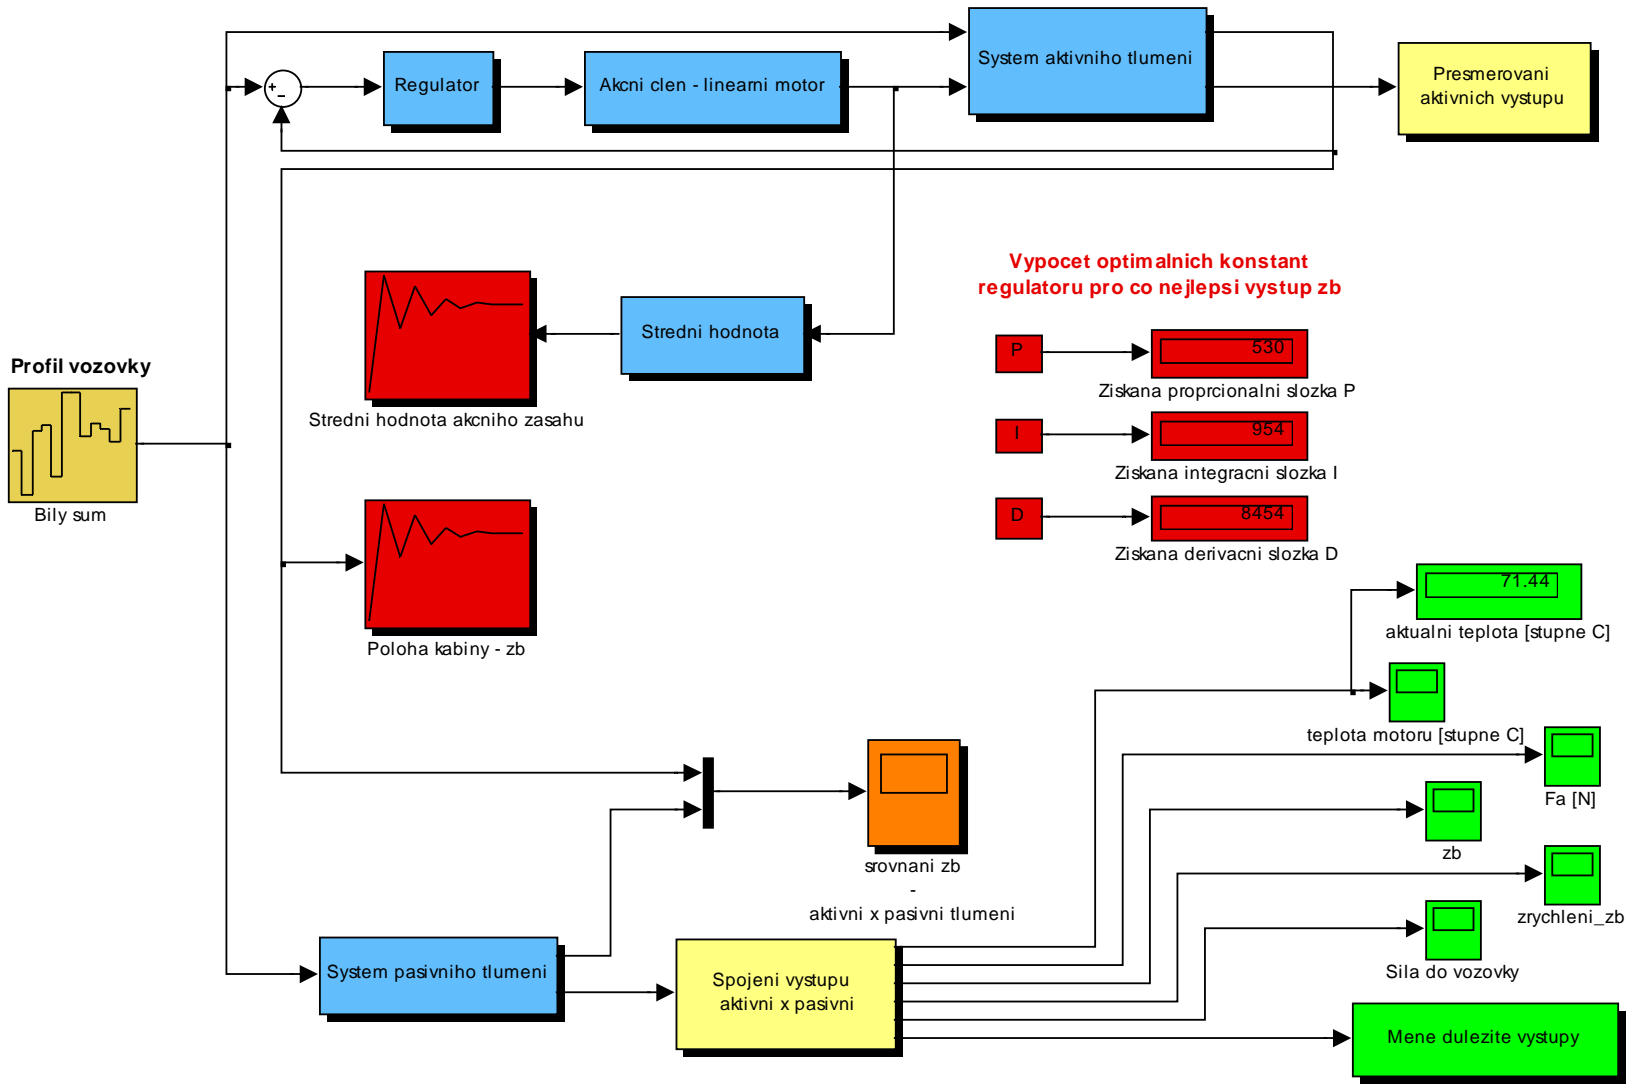 System aktivniho tlumeni
Regulator
Akcni clen - linearni motor
Presmerovani
aktivnich vystupu
+
-
Vypocet optimalnich konstant
regulatoru pro co nejlepsi vystup zb
Stredni hodnota
Stredni hodnota akcniho zasahu
P
530
Ziskana proprcionalni slozka P
I
954
Ziskana integracni slozka I
D
8454
Ziskana derivacni slozka D
Profil vozovky
Bily sum
Poloha kabiny - zb
71.44
aktualni teplota [stupne C]
teplota motoru [stupne C]
Fa [N]
zb
zrychleni_zb
Sila do vozovky
srovnani zb
-
aktivni x pasivni tlumeni
System pasivniho tlumeni
Spojeni vystupu
aktivni x pasivni
Mene dulezite vystupy